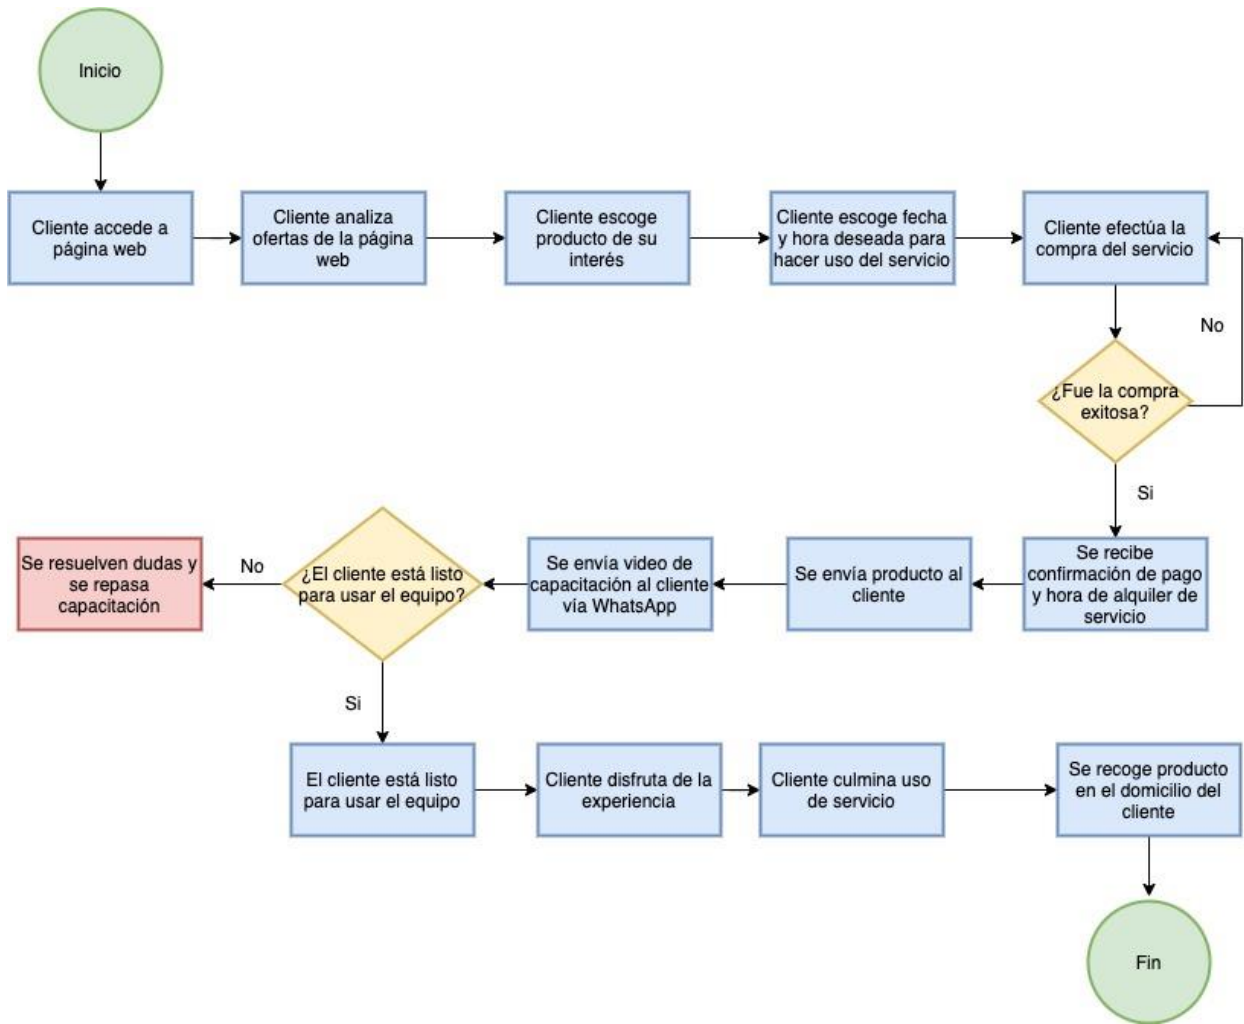 Inicio
Cliente accede a
página web
Cliente analiza
ofertas de la página
web
Cliente escoge
producto de su
interés
Cliente escoge fecha
y hora deseada para
hacer uso del servicio
Cliente efectúa la
compra del servicio
No
¿Fue la compra
exitosa?
Si
Se recibe
confirmación de pago
y hora de alquiler de
servicio
Se envía producto al
cliente
Se envía video de
capacitación al cliente
vía WhatsApp
¿El cliente está listo
para usar el equipo?
No
Se resuelven dudas y
se repasa
capacitación
Si
El cliente está listo
para usar el equipo
Cliente disfruta de la
experiencia
Cliente culmina uso
de servicio
Se recoge producto
en el domicilio del
cliente
Fin